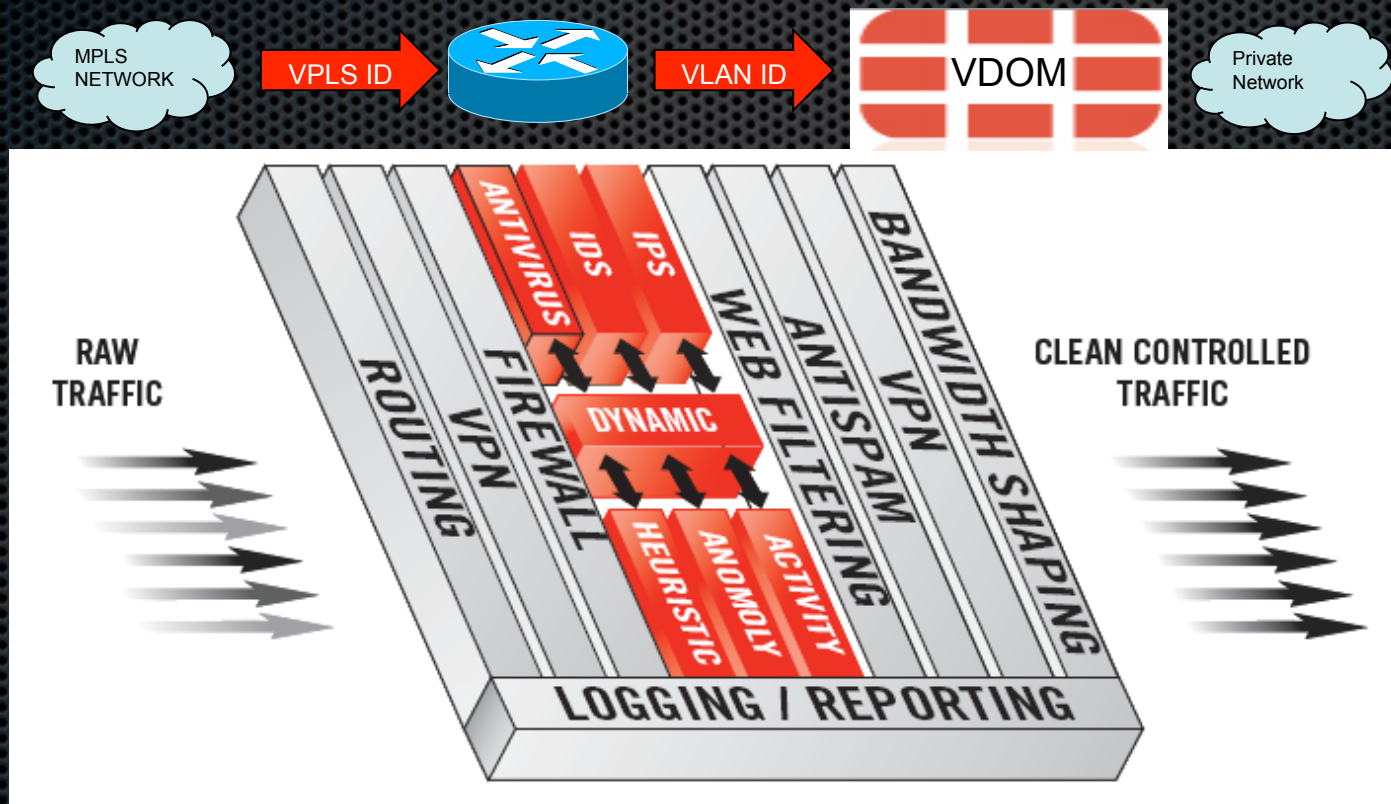 MPLS
NETWORK
VPLS ID
VLAN ID
VDOM
Private
Network
RAW
TRAFFIC
ROUTING
VPN
FIREWALL
ANTIVIRUS
IDS
IPS
DYNAMIC
HEURISTIC
ANOMOLY
ACTIVITY
WEB FILTERING
ANTISPAM
VPN
BANDWIDTH SHAPING
LOGGING / REPORTING
CLEAN CONTROLLED
TRAFFIC